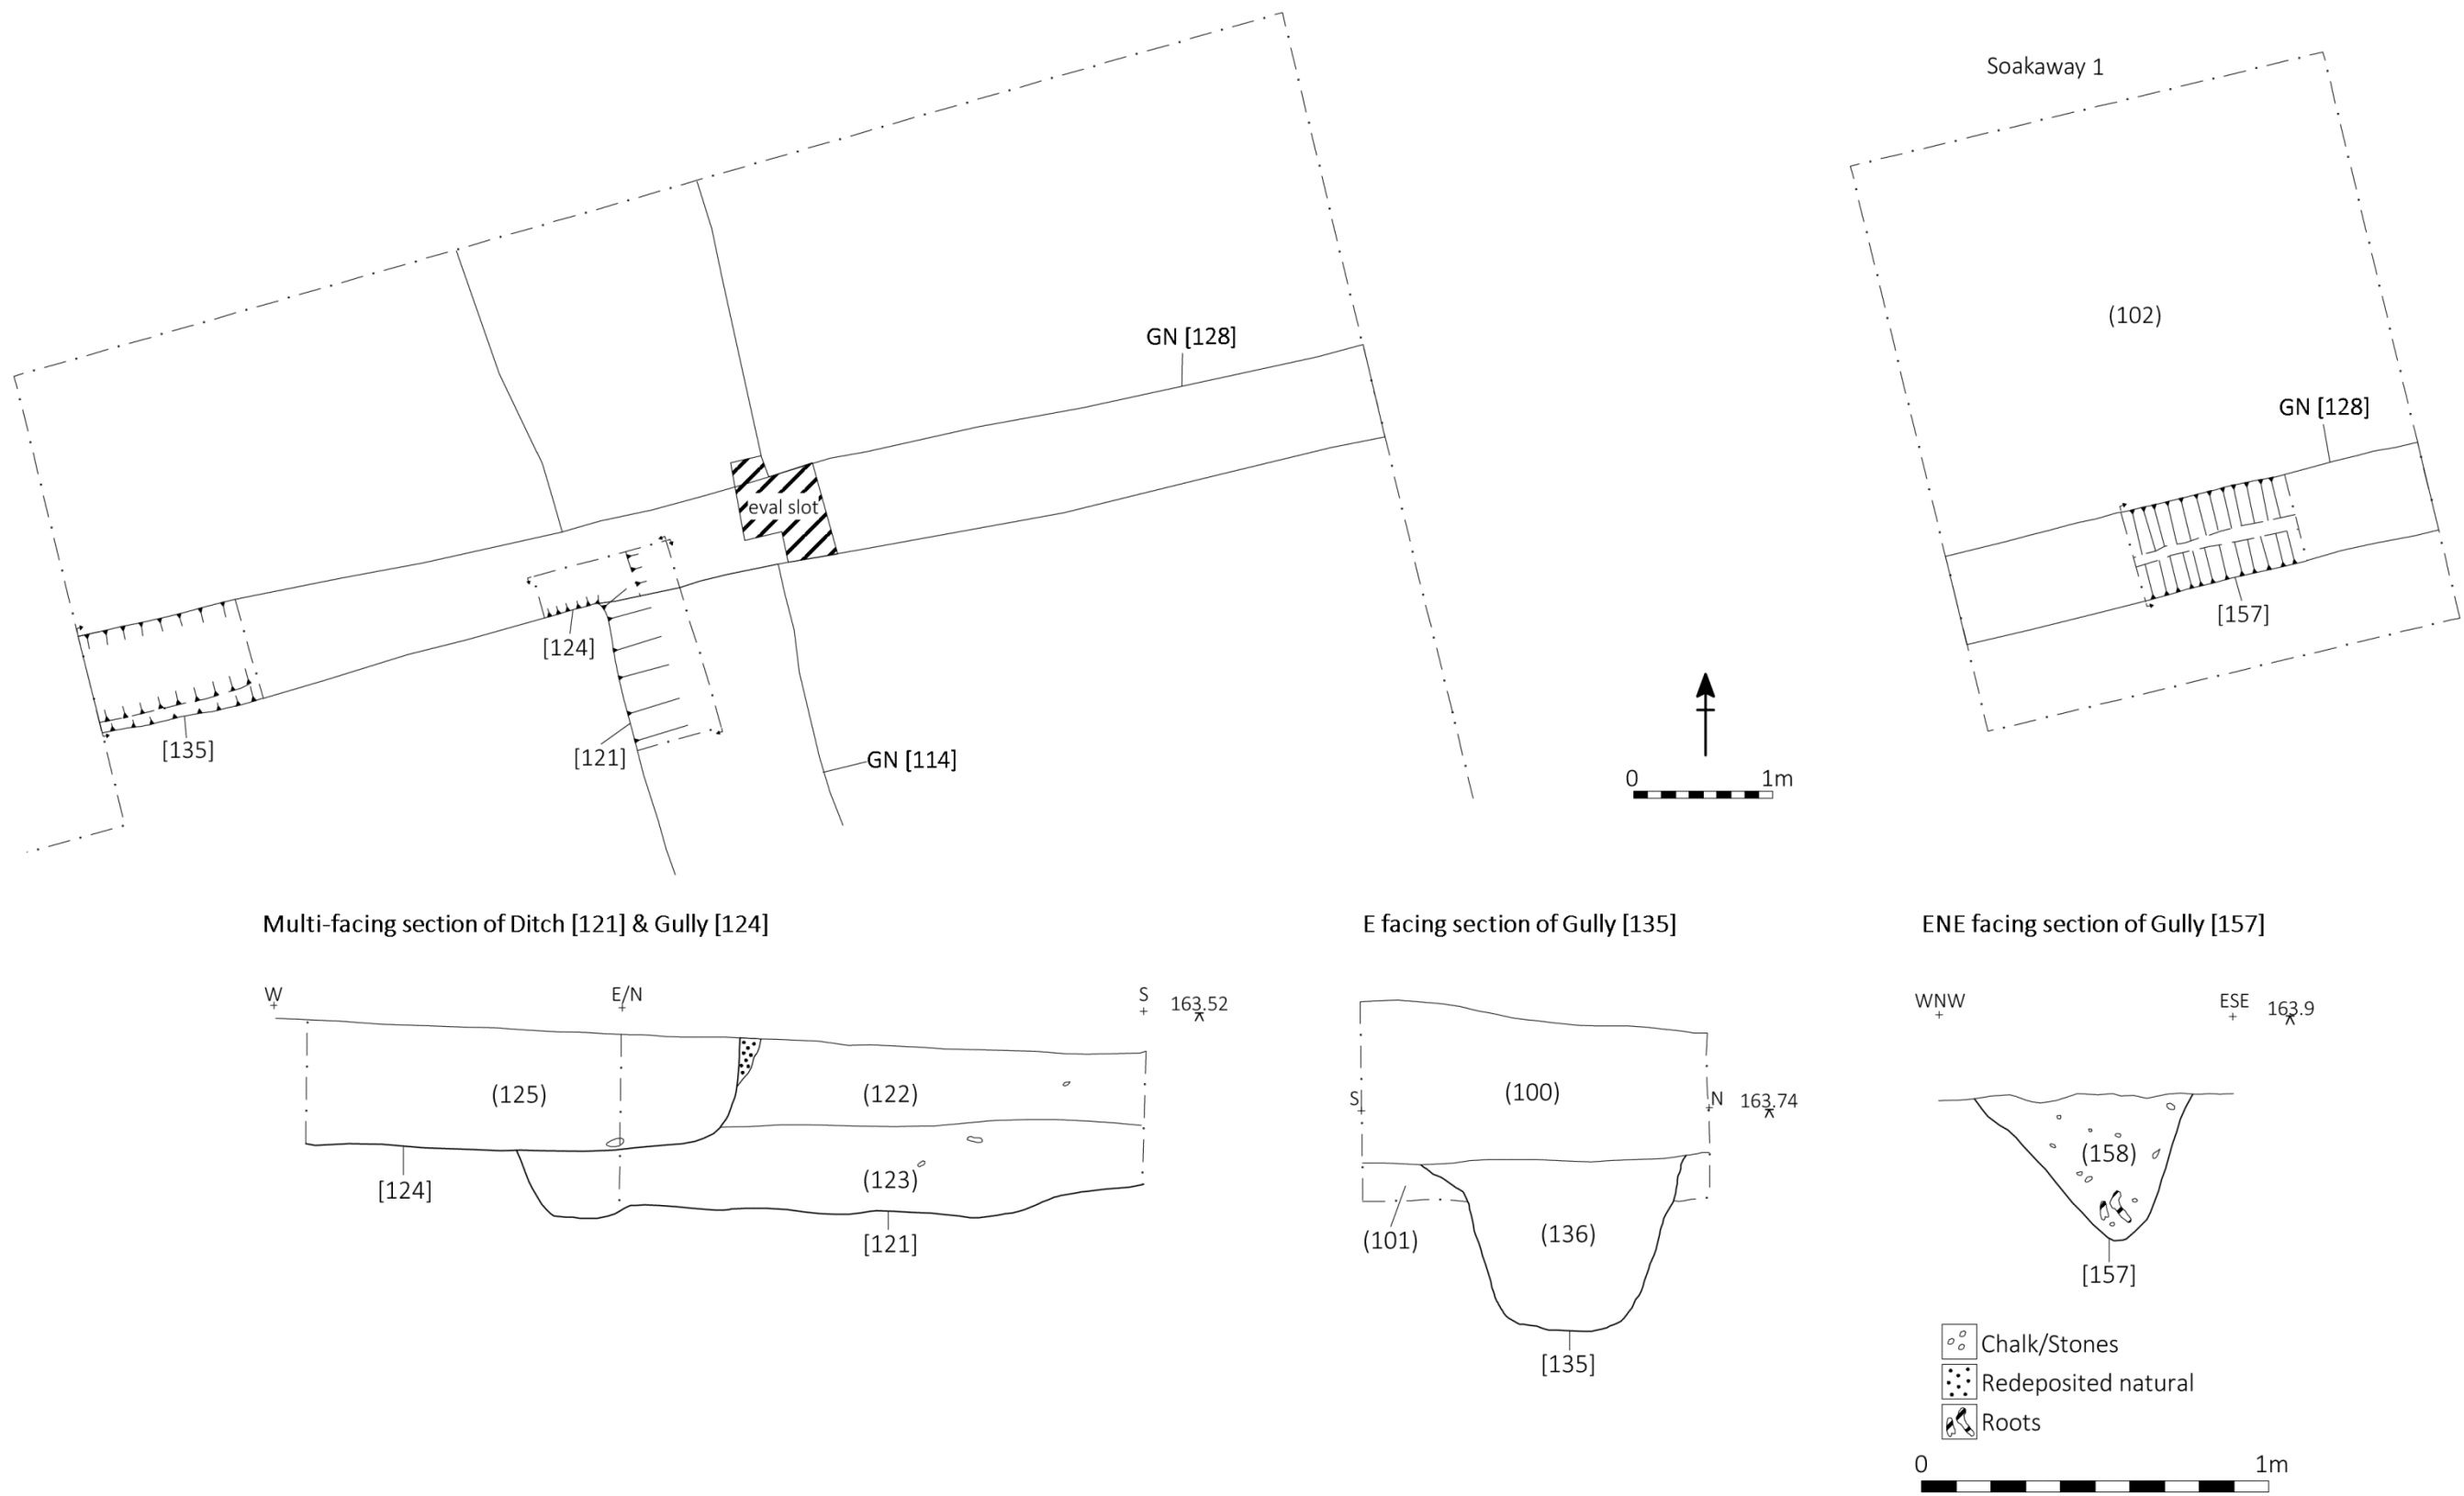 Soakaway 1
GN [128]
(102)
GN [128]
eval slot
[124]
[157]
[135]
[121]
GN [114]
0 1m
Multi-facing section of Ditch [121] & Gully [124]
E facing section of Gully [135]
ENE facing section of Gully [157]
W
E/N
S
163.52
(125)
(122)
(123)
[124]
[121]
(100)
S
N
163.74
(101)
(136)
[135]
WNW
ESE
163.9
(158)
[157]
Chalk/Stones
Redeposited natural
Roots
0 1m